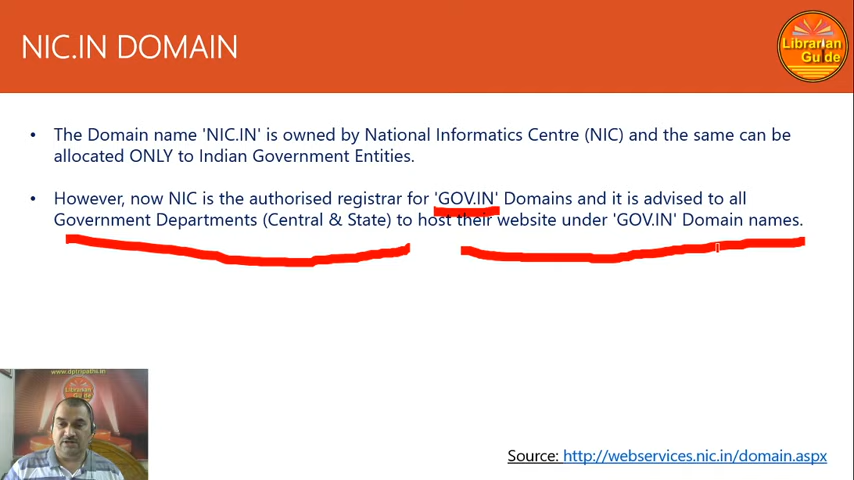 NIC.IN DOMAIN
Librarian
Guide
• The Domain name 'NIC.IN' is owned by National Informatics Centre (NIC) and the same can be
allocated ONLY to Indian Government Entities.
• However, now NIC is the authorised registrar for 'GOV.IN' Domains and it is advised to all
Government Departments (Central & State) to host their website under 'GOV.IN' Domain names.
www.dptripathi.in
Librarian
Guide
Source: http://webservices.nic.in/domain.aspx